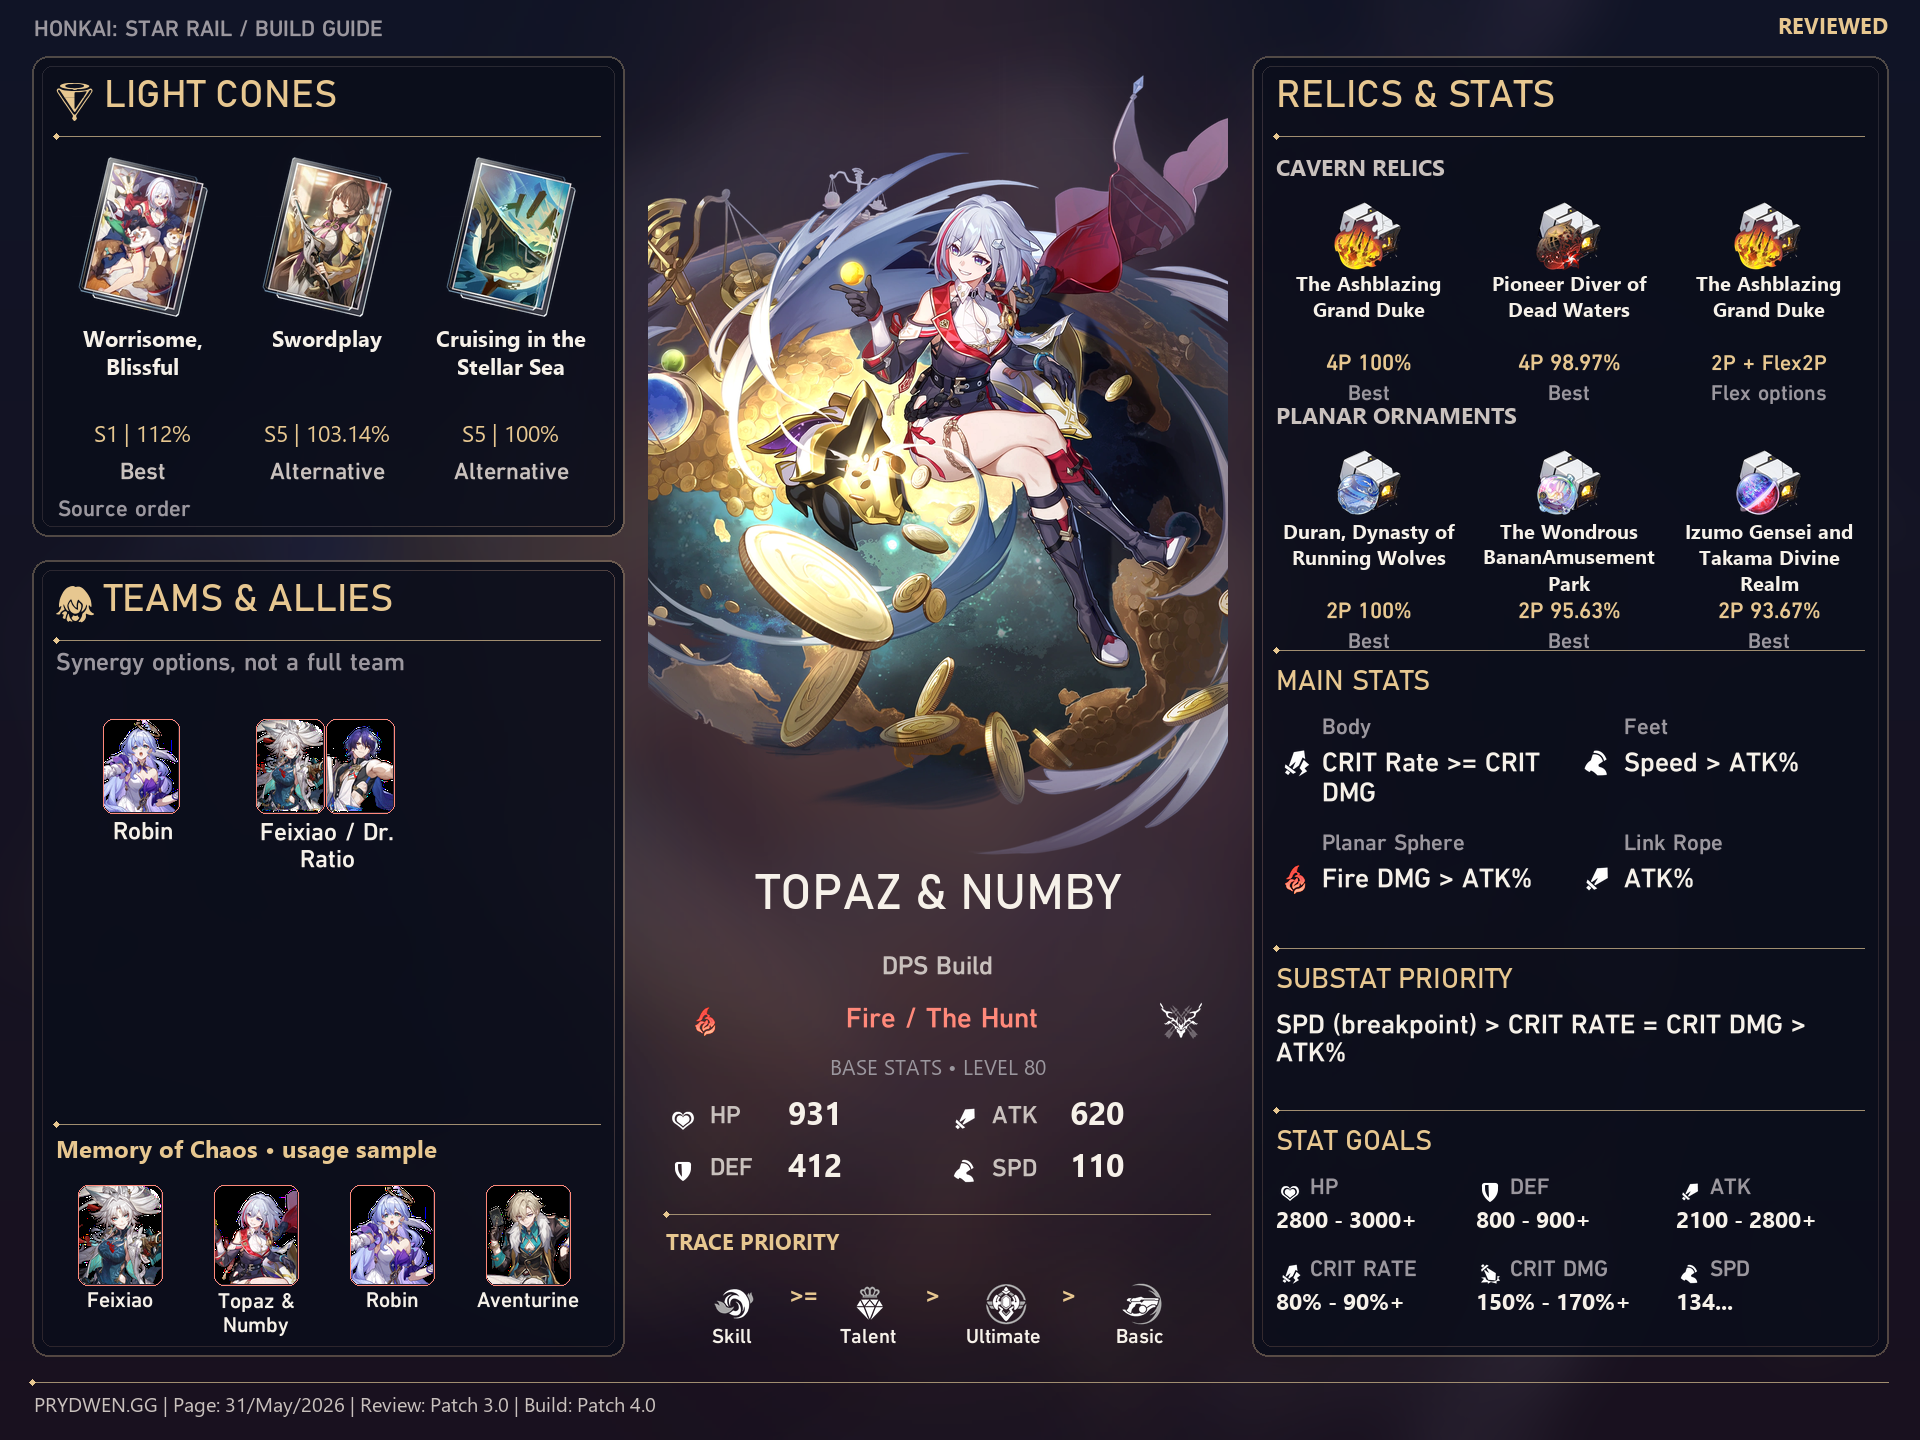 HONKAI: STAR RAIL / BUILD GUIDE
REVIEWED
LIGHT CONES
Worrisome,
Blissful
S1 | 112%
Best
Swordplay
S5 | 103.14%
Alternative
Cruising in the
Stellar Sea
S5 | 100%
Alternative
Source order
TEAMS & ALLIES
Synergy options, not a full team
Robin
Feixiao / Dr.
Ratio
Memory of Chaos • usage sample
Feixiao
Topaz &
Numby
Robin
Aventurine
TOPAZ & NUMBY
DPS Build
Fire / The Hunt
BASE STATS • LEVEL 80
HP 931
ATK 620
DEF 412
SPD 110
TRACE PRIORITY
>= > >
Skill Talent Ultimate Basic
RELICS & STATS
CAVERN RELICS
The Ashblazing
Grand Duke
4P 100%
Best
Pioneer Diver of
Dead Waters
4P 98.97%
Best
The Ashblazing
Grand Duke
2P + Flex2P
Flex options
PLANAR ORNAMENTS
Duran, Dynasty of
Running Wolves
2P 100%
Best
The Wondrous
BananAmusement
Park
2P 95.63%
Best
Izumo Gensei and
Takama Divine
Realm
2P 93.67%
Best
MAIN STATS
Body
CRIT Rate >= CRIT
DMG
Feet
Speed > ATK%
Planar Sphere
Fire DMG > ATK%
Link Rope
ATK%
SUBSTAT PRIORITY
SPD (breakpoint) > CRIT RATE = CRIT DMG >
ATK%
STAT GOALS
HP
2800 - 3000+
DEF
800 - 900+
ATK
2100 - 2800+
CRIT RATE
80% - 90%+
CRIT DMG
150% - 170%+
SPD
134...
PRYDWEN.GG | Page: 31/May/2026 | Review: Patch 3.0 | Build: Patch 4.0